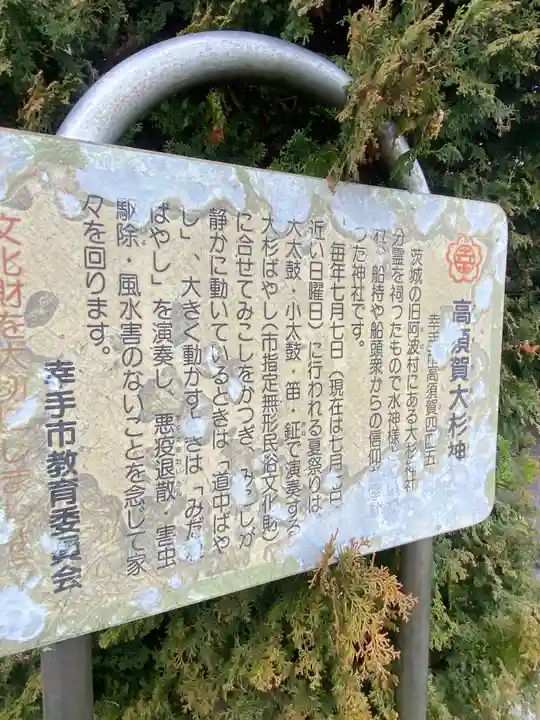 高須賀大杉神
幸手市高須賀四四五
茨城の旧阿波村にある大杉神社
分霊を祀ったもので水神様
れ、船持や船頭衆からの信仰
った神社です。
毎年七月七日（現在は七月七日
近い日曜日）に行われる夏祭りは、
大太鼓・小太鼓・笛・鉦で演奏する
大杉ばやし（市指定無形民俗文化財）
に合せてみこしをかつぎ、みこしが
静かに動いているときは「道中ばや
し」大きく動かすときは「みだ
ばやし」を演奏し、悪疫退散・害虫
駆除・風水害のないことを念じて家
々を回ります。
幸手市教育委員会
文化財を大切にしましょう